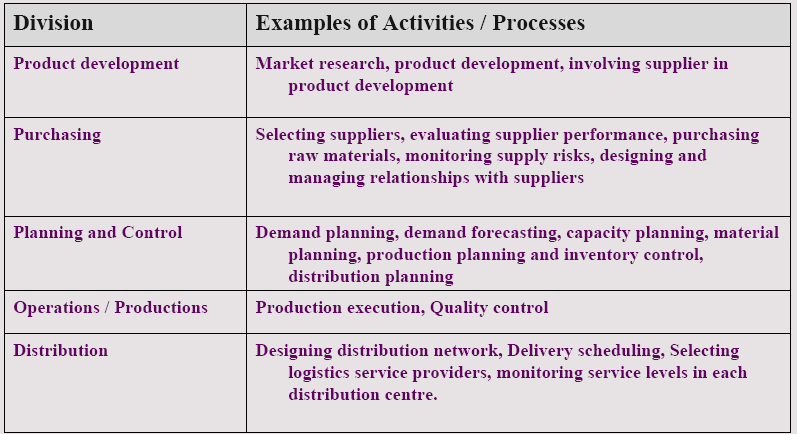 Division
Examples of Activities / Processes
Product development
Market research, product development, involving supplier in
product development
Purchasing
Selecting suppliers, evaluating supplier performance, purchasing
raw materials, monitoring supply risks, designing and
managing relationships with suppliers
Planning and Control
Demand planning, demand forecasting, capacity planning, material
planning, production planning and inventory control,
distribution planning
Operations / Productions
Production execution, Quality control
Distribution
Designing distribution network, Delivery scheduling, Selecting
logistics service providers, monitoring service levels in each
distribution centre.